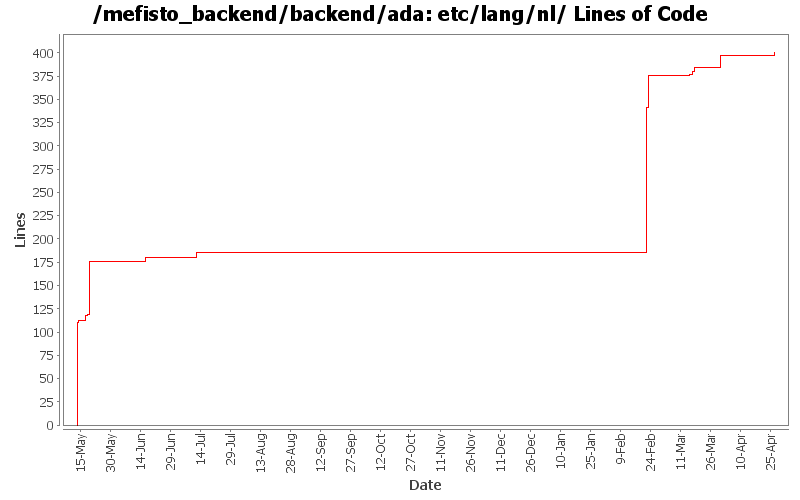 /mefisto_backend/backend/ada: etc/lang/nl/ Lines of Code
Lines
400
375
350
325
300
275
250
225
200
175
150
125
100
75
50
25
0
15-May
30-May
14-Jun
29-Jun
14-Jul
29-Jul
13-Aug
28-Aug
12-Sep
27-Sep
12-Oct
27-Oct
11-Nov
26-Nov
11-Dec
26-Dec
10-Jan
25-Jan
9-Feb
24-Feb
11-Mar
26-Mar
10-Apr
25-Apr
Date